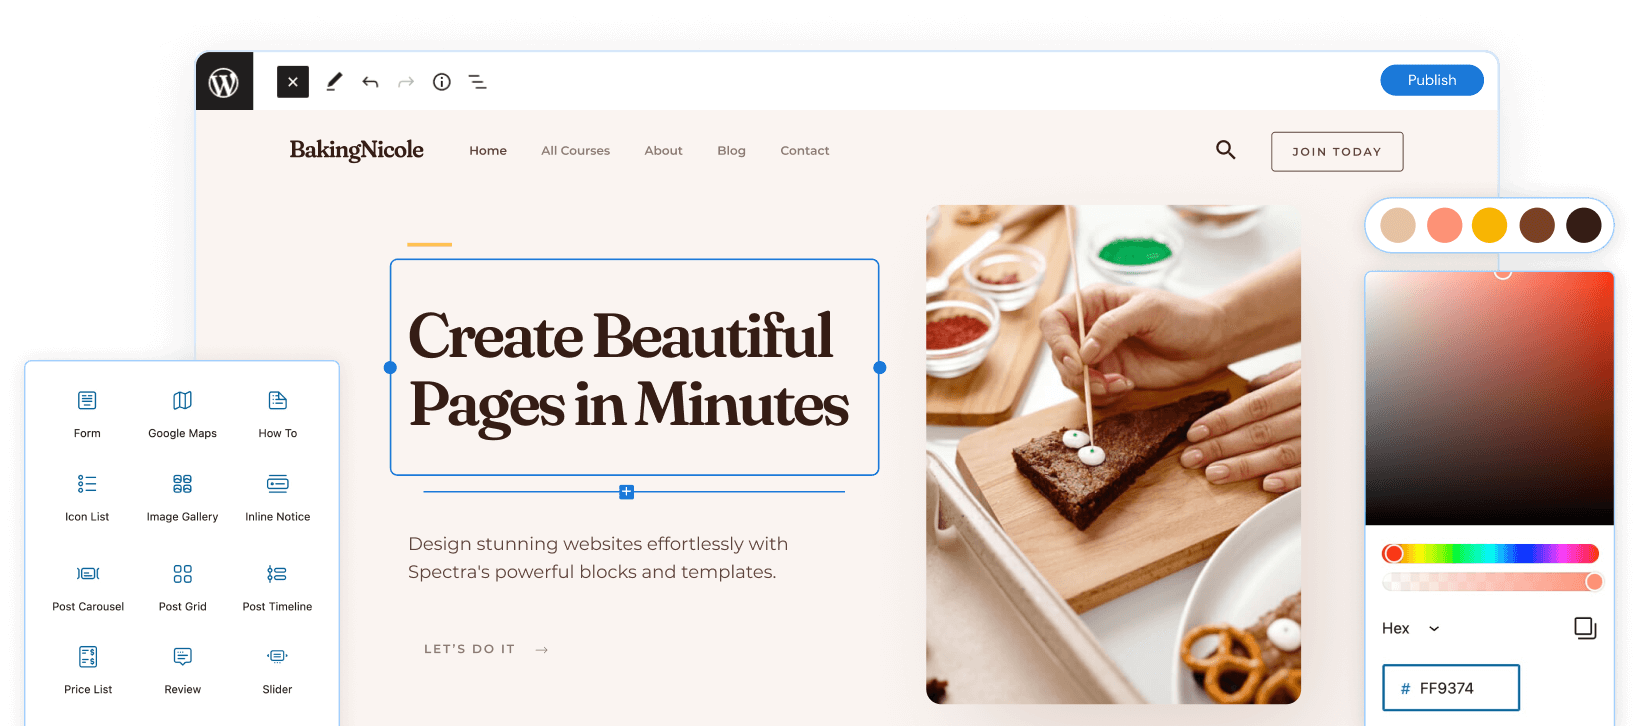 Publish
BakingNicole
Home
All Courses
About
Blog
Contact
JOIN TODAY
Create Beautiful
Pages in Minutes
Design stunning websites effortlessly with
Spectra's powerful blocks and templates.
LET'S DO IT →
Form
Google Maps
How To
Icon List
Image Gallery
Inline Notice
Post Carousel
Post Grid
Post Timeline
Price List
Review
Slider
Hex
# FF9374